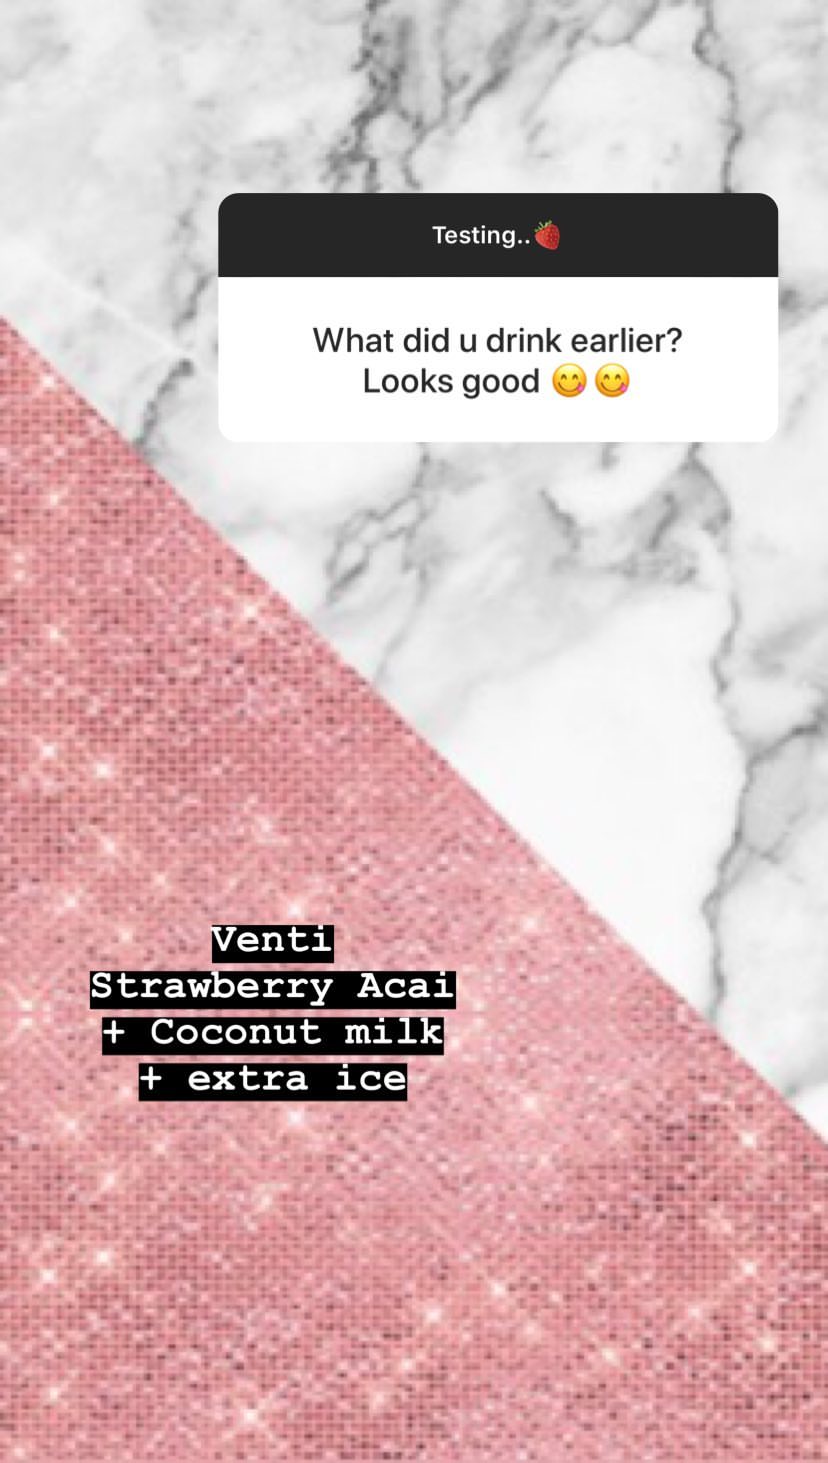 Testing..🍓
What did u drink earlier?
Looks good 😋😋
Venti
Strawberry Acai
+ Coconut milk
+ extra ice